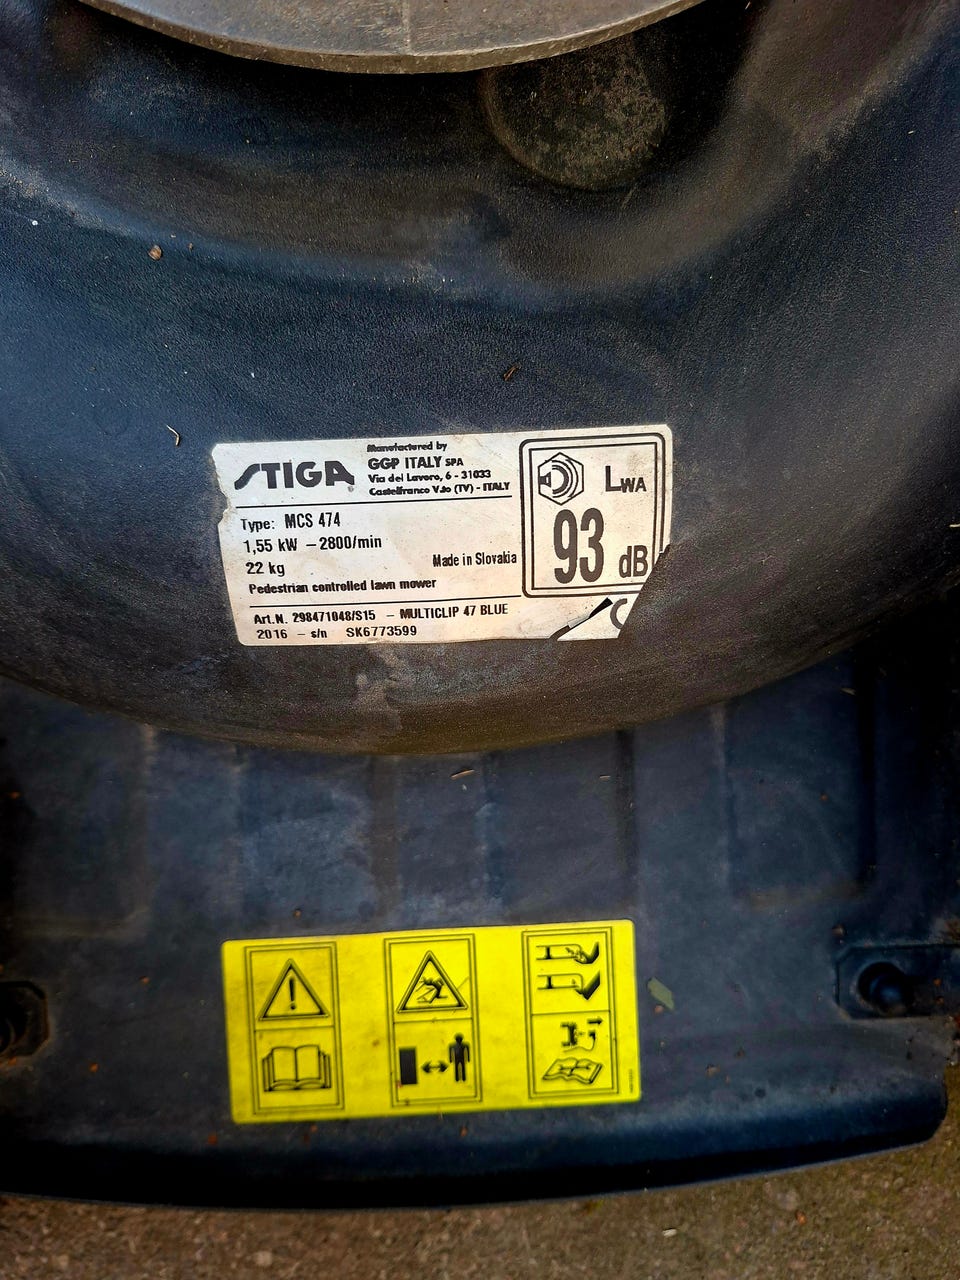 STIGA
Manufactured by
GGP ITALY SPA
Via del Lavoro, 6 - 31033
Castelfranco V.to (TV) - ITALY
Type: MCS 474
1,55 kW – 2800/min
22 kg
Made in Slovakia
Pedestrian controlled lawn mower
Art.N. 298471048/S15 – MULTICLIP 47 BLUE
2016 – s/n SK6773599
LWA
93 dB